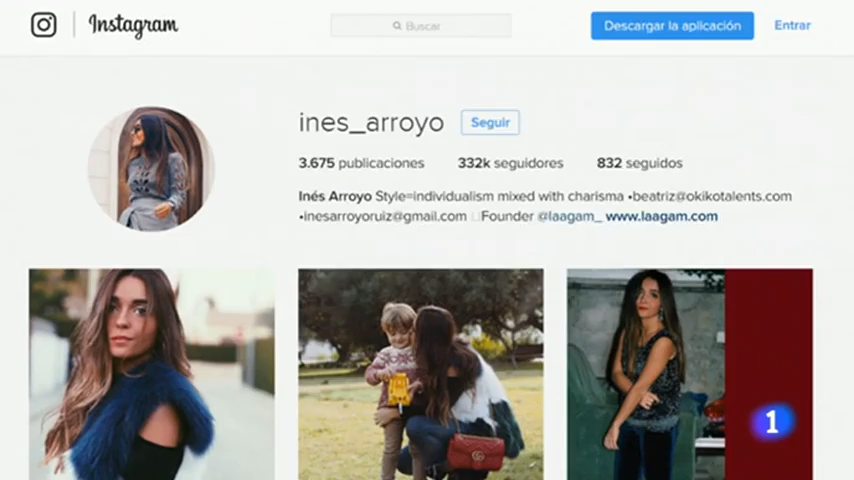 Instagram
Buscar
Descargar la aplicación
Entrar
ines_arroyo
Seguir
3.675 publicaciones 332k seguidores 832 seguidos
Inés Arroyo Style=individualism mixed with charisma •beatriz@okikotalents.com
•inesarroyoruiz@gmail.com Founder @laagam_ www.laagam.com
1